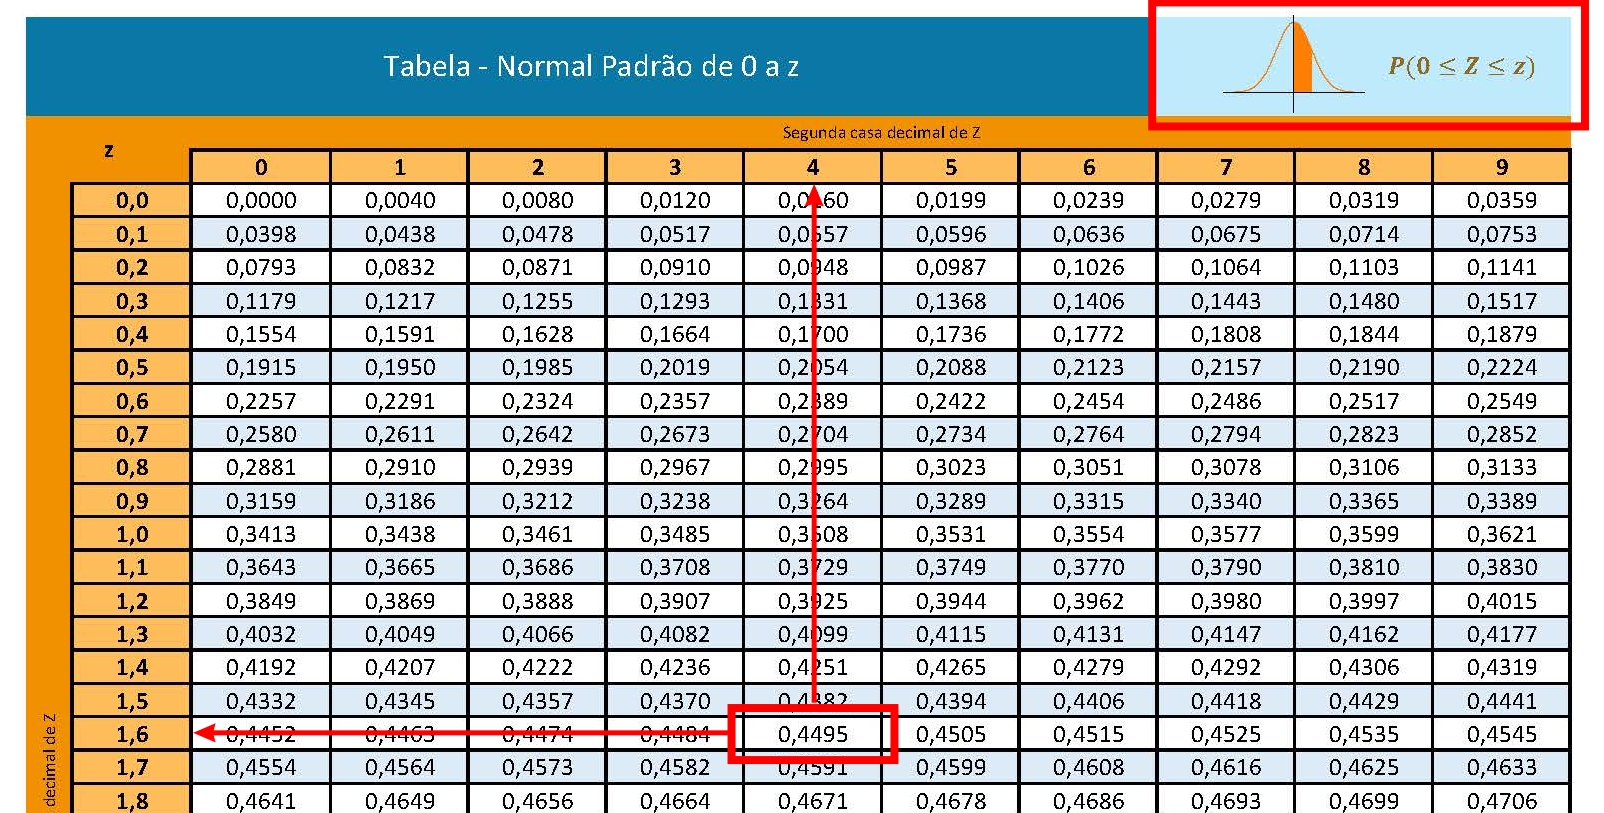 Tabela - Normal Padrão de 0 a z
P(0 ≤ Z ≤ z)
Segunda casa decimal de Z
z
0 1 2 3 4 5 6 7 8 9
0,0 0,0000 0,0040 0,0080 0,0120 0,0160 0,0199 0,0239 0,0279 0,0319 0,0359
0,1 0,0398 0,0438 0,0478 0,0517 0,0557 0,0596 0,0636 0,0675 0,0714 0,0753
0,2 0,0793 0,0832 0,0871 0,0910 0,0948 0,0987 0,1026 0,1064 0,1103 0,1141
0,3 0,1179 0,1217 0,1255 0,1293 0,1331 0,1368 0,1406 0,1443 0,1480 0,1517
0,4 0,1554 0,1591 0,1628 0,1664 0,1700 0,1736 0,1772 0,1808 0,1844 0,1879
0,5 0,1915 0,1950 0,1985 0,2019 0,2054 0,2088 0,2123 0,2157 0,2190 0,2224
0,6 0,2257 0,2291 0,2324 0,2357 0,2389 0,2422 0,2454 0,2486 0,2517 0,2549
0,7 0,2580 0,2611 0,2642 0,2673 0,2704 0,2734 0,2764 0,2794 0,2823 0,2852
0,8 0,2881 0,2910 0,2939 0,2967 0,2995 0,3023 0,3051 0,3078 0,3106 0,3133
0,9 0,3159 0,3186 0,3212 0,3238 0,3264 0,3289 0,3315 0,3340 0,3365 0,3389
1,0 0,3413 0,3438 0,3461 0,3485 0,3508 0,3531 0,3554 0,3577 0,3599 0,3621
1,1 0,3643 0,3665 0,3686 0,3708 0,3729 0,3749 0,3770 0,3790 0,3810 0,3830
1,2 0,3849 0,3869 0,3888 0,3907 0,3925 0,3944 0,3962 0,3980 0,3997 0,4015
1,3 0,4032 0,4049 0,4066 0,4082 0,4099 0,4115 0,4131 0,4147 0,4162 0,4177
1,4 0,4192 0,4207 0,4222 0,4236 0,4251 0,4265 0,4279 0,4292 0,4306 0,4319
1,5 0,4332 0,4345 0,4357 0,4370 0,4382 0,4394 0,4406 0,4418 0,4429 0,4441
1,6 0,4452 0,4463 0,4474 0,4484 0,4495 0,4505 0,4515 0,4525 0,4535 0,4545
1,7 0,4554 0,4564 0,4573 0,4582 0,4591 0,4599 0,4608 0,4616 0,4625 0,4633
1,8 0,4641 0,4649 0,4656 0,4664 0,4671 0,4678 0,4686 0,4693 0,4699 0,4706
decimal de Z